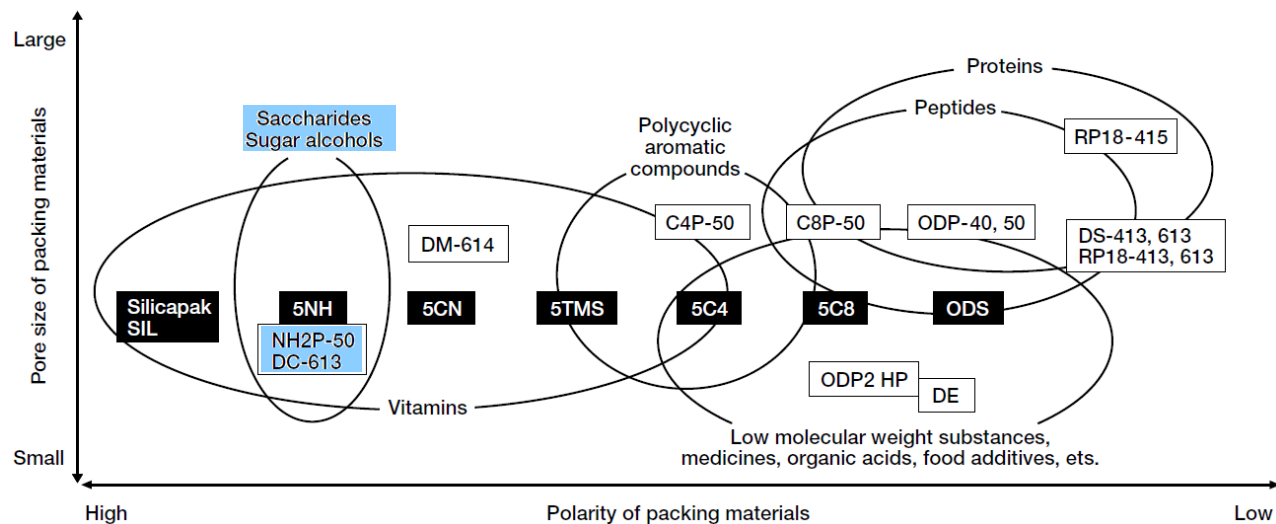 Large
Proteins
Peptides
Saccharides
Sugar alcohols
Polycyclic
aromatic
compounds
RP18-415
Pore size of packing materials
C4P-50
C8P-50
ODP-40, 50
DM-614
DS-413, 613
RP18-413, 613
Silicapak
SIL
5NH
5CN
5TMS
5C4
5C8
ODS
NH2P-50
DC-613
ODP2 HP
DE
Vitamins
Low molecular weight substances,
medicines, organic acids, food additives, ets.
Small
High
Polarity of packing materials
Low